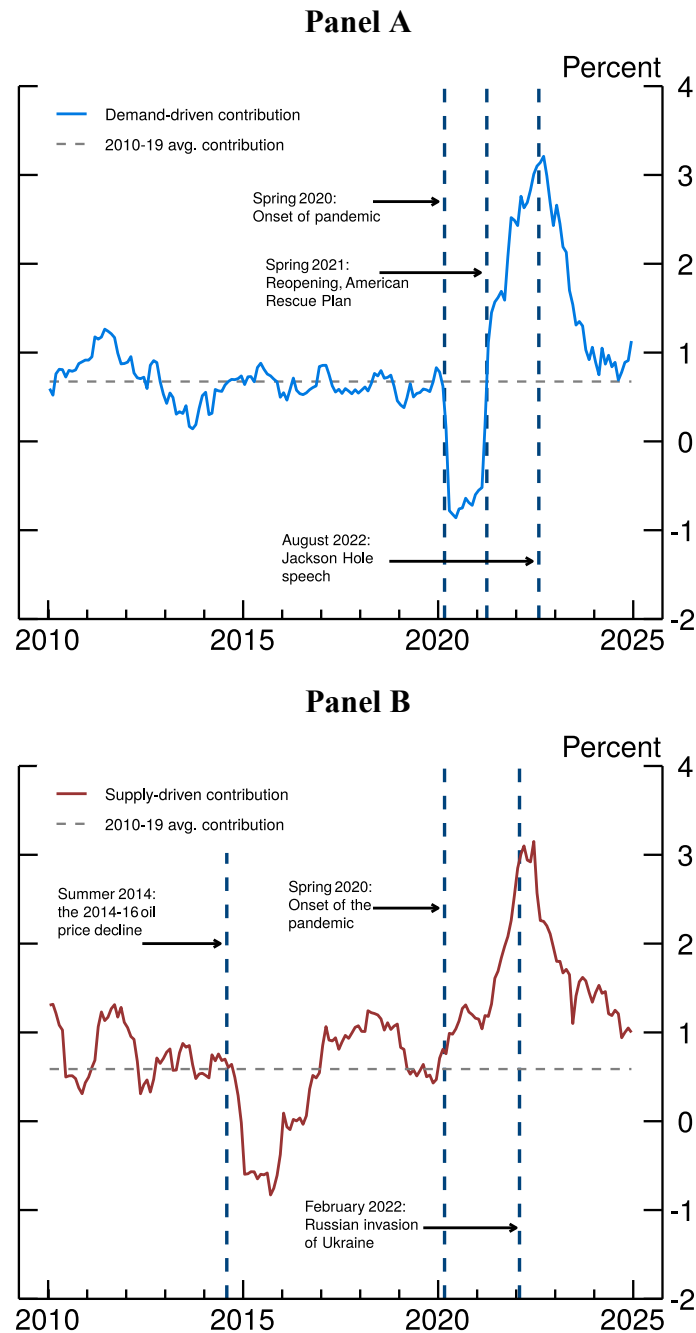 Panel A
Percent
4
Demand-driven contribution
2010-19 avg. contribution
3
Spring 2020:
Onset of pandemic
Spring 2021:
Reopening, American
Rescue Plan
2
1
0
August 2022:
Jackson Hole
speech
-1
-2
2010 2015 2020 2025
Panel B
Percent
4
Supply-driven contribution
2010-19 avg. contribution
3
Summer 2014:
the 2014-16 oil
price decline
Spring 2020:
Onset of the
pandemic
2
1
0
February 2022:
Russian invasion
of Ukraine
-1
-2
2010 2015 2020 2025